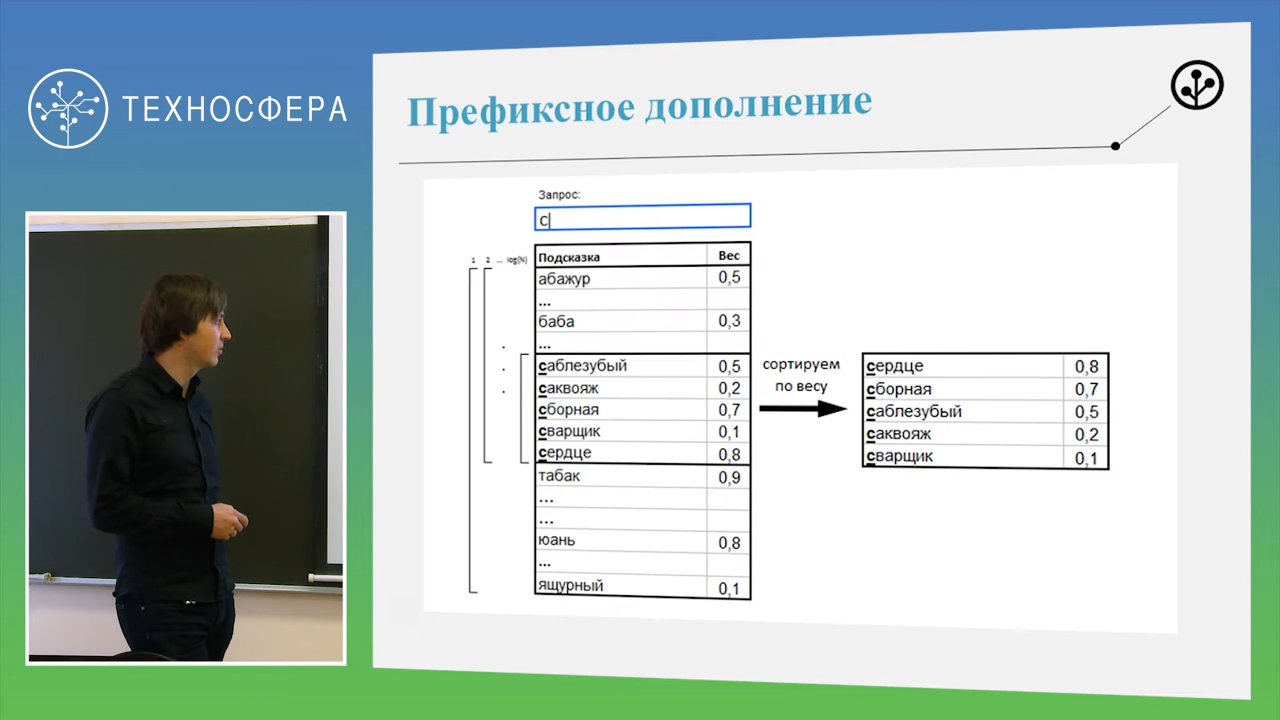 ТЕХНОСФЕРА
Префиксное дополнение
Запрос:
с
1 2 ... log(N)
Подсказка Вес
абажур 0,5
...
баба 0,3
...
саблезубый 0,5
саквояж 0,2
сборная 0,7
сварщик 0,1
сердце 0,8
табак 0,9
...
...
юань 0,8
...
ящурный 0,1
сортируем
по весу
сердце 0,8
сборная 0,7
саблезубый 0,5
саквояж 0,2
сварщик 0,1